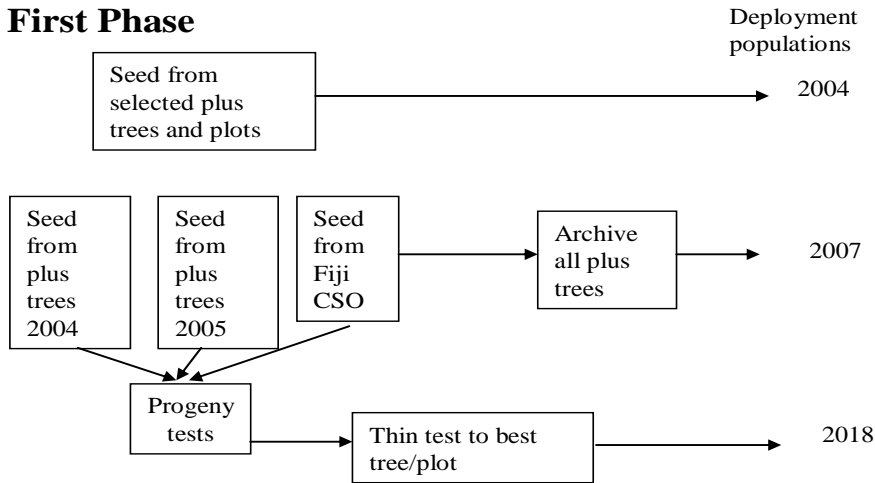 First Phase
Deployment
populations
Seed from
selected plus
trees and plots
2004
Seed
from
plus
trees
2004
Seed
from
plus
trees
2005
Seed
from
Fiji
CSO
Archive
all plus
trees
2007
Progeny
tests
Thin test to best
tree/plot
2018